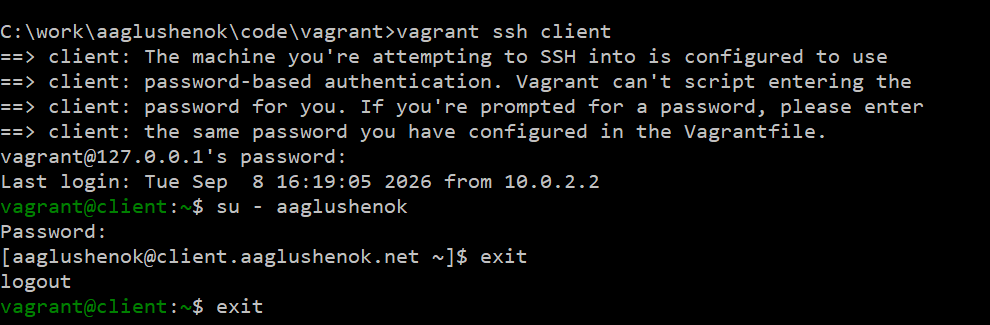 C:\work\aaglushenok\code\vagrant>vagrant ssh client
==> client: The machine you're attempting to SSH into is configured to use
==> client: password-based authentication. Vagrant can't script entering the
==> client: password for you. If you're prompted for a password, please enter
==> client: the same password you have configured in the Vagrantfile.
vagrant@127.0.0.1's password:
Last login: Tue Sep  8 16:19:05 2026 from 10.0.2.2
vagrant@client:~$ su - aaglushenok
Password:
[aaglushenok@client.aaglushenok.net ~]$ exit
logout
vagrant@client:~$ exit